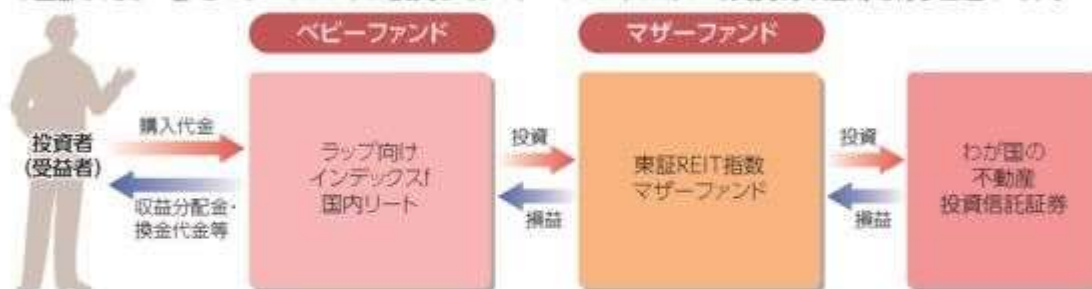 ベビーファンド
マザーファンド
投資者
(受益者)
購入代金
収益分配金・
換金代金等
ラップ向け
インデックスf
国内リート
投資
損益
東証REIT指数
マザーファンド
投資
損益
わが国の
不動産
投資信託証券